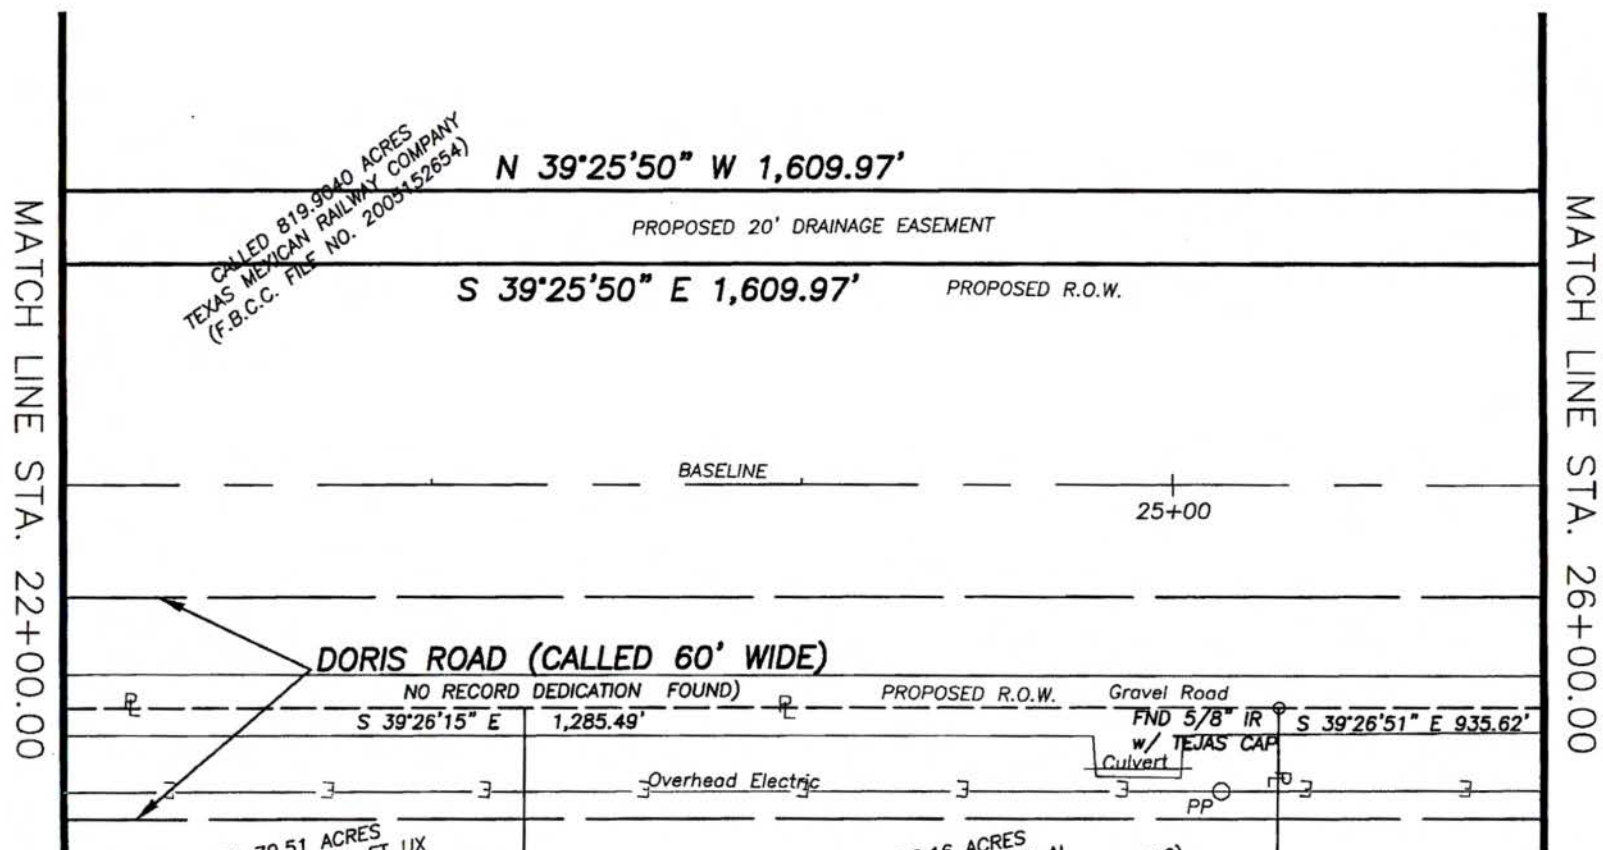 MATCH LINE STA. 22+00.00
CALLED 819.9040 ACRES
TEXAS MEXICAN RAILWAY COMPANY
(F.B.C.C. FILE NO. 2005152654)
N 39°25'50" W 1,609.97'
PROPOSED 20' DRAINAGE EASEMENT
S 39°25'50" E 1,609.97'
PROPOSED R.O.W.
BASELINE
25+00
DORIS ROAD (CALLED 60' WIDE)
NO RECORD DEDICATION FOUND)
PROPOSED R.O.W.
Gravel Road
PL
PL
S 39°26'15" E 1,285.49'
FND 5/8" IR
w/ TEJAS CAP
S 39°26'51" E 935.62'
Culvert
Overhead Electric
PP
PL
ACRES
UX
ACRES
MATCH LINE STA. 26+00.00